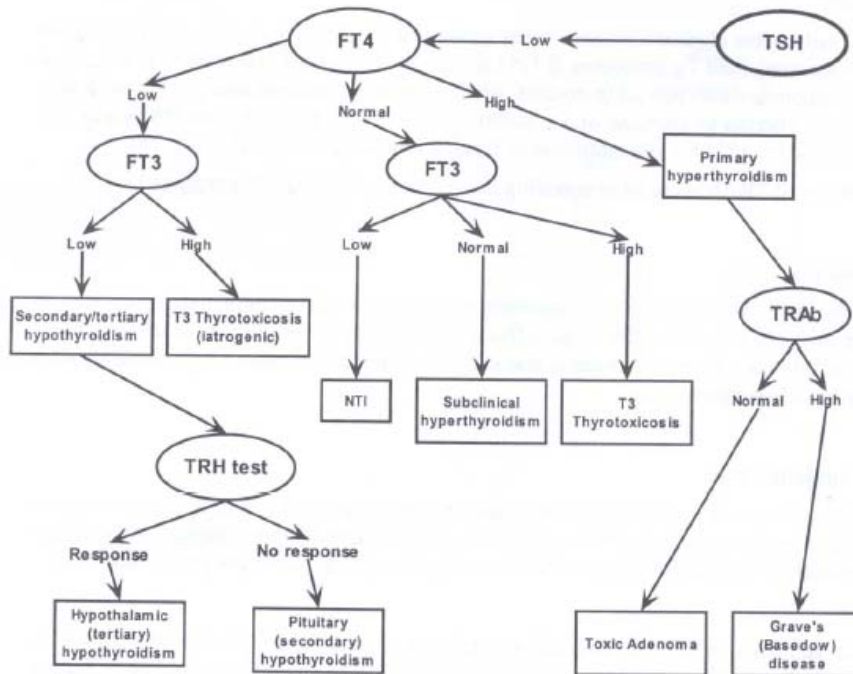 FT4
Low
TSH
Low
Normal
High
FT3
FT3
Primary
hyperthyroidism
Low
High
Low
Normal
High
Secondary/tertiary
hypothyroidism
T3 Thyrotoxicosis
(iatrogenic)
TRAb
NTI
Subclinical
hyperthyroidism
T3
Thyrotoxicosis
Normal
High
TRH test
Response
No response
Hypothalamic
(tertiary)
hypothyroidism
Pituitary
(secondary)
hypothyroidism
Toxic Adenoma
Grave's
(Basedow)
disease